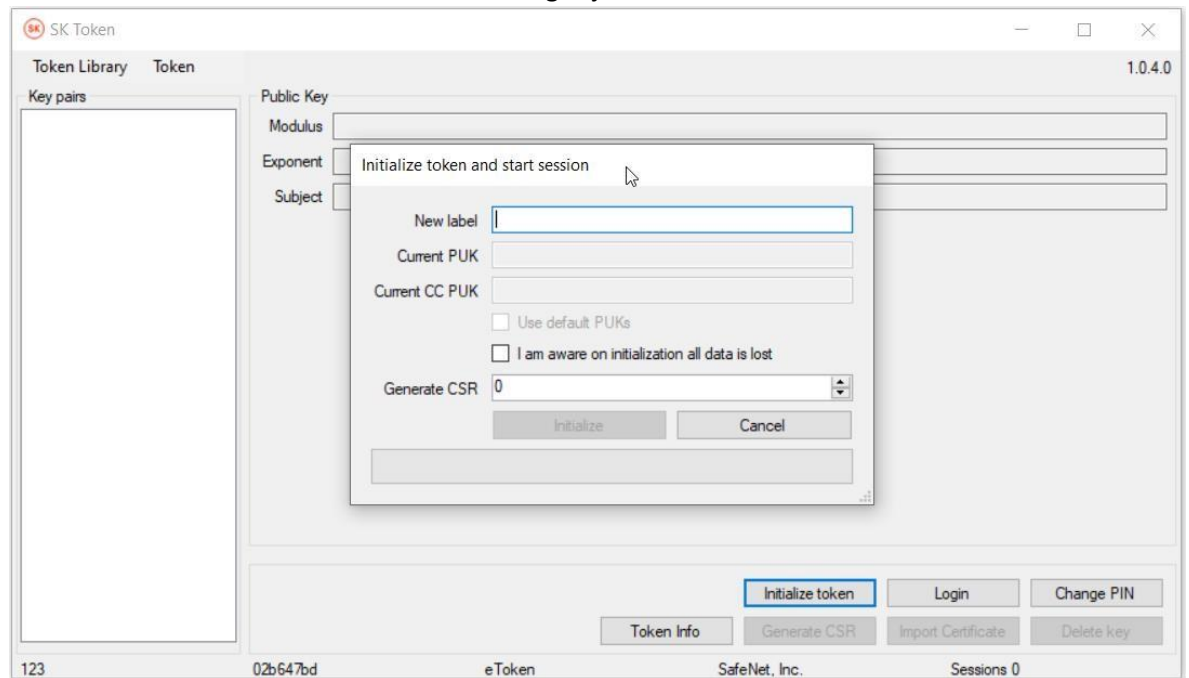 SK SK Token
Token Library Token 1.0.4.0
Key pairs
Public Key
Modulus
Exponent
Subject
Initialize token and start session
New label
Current PUK
Current CC PUK
Use default PUKs
I am aware on initialization all data is lost
Generate CSR 0
Initialize Cancel
Initialize token Login Change PIN
Token Info Generate CSR Import Certificate Delete key
123 02b647bd eToken SafeNet, Inc. Sessions 0